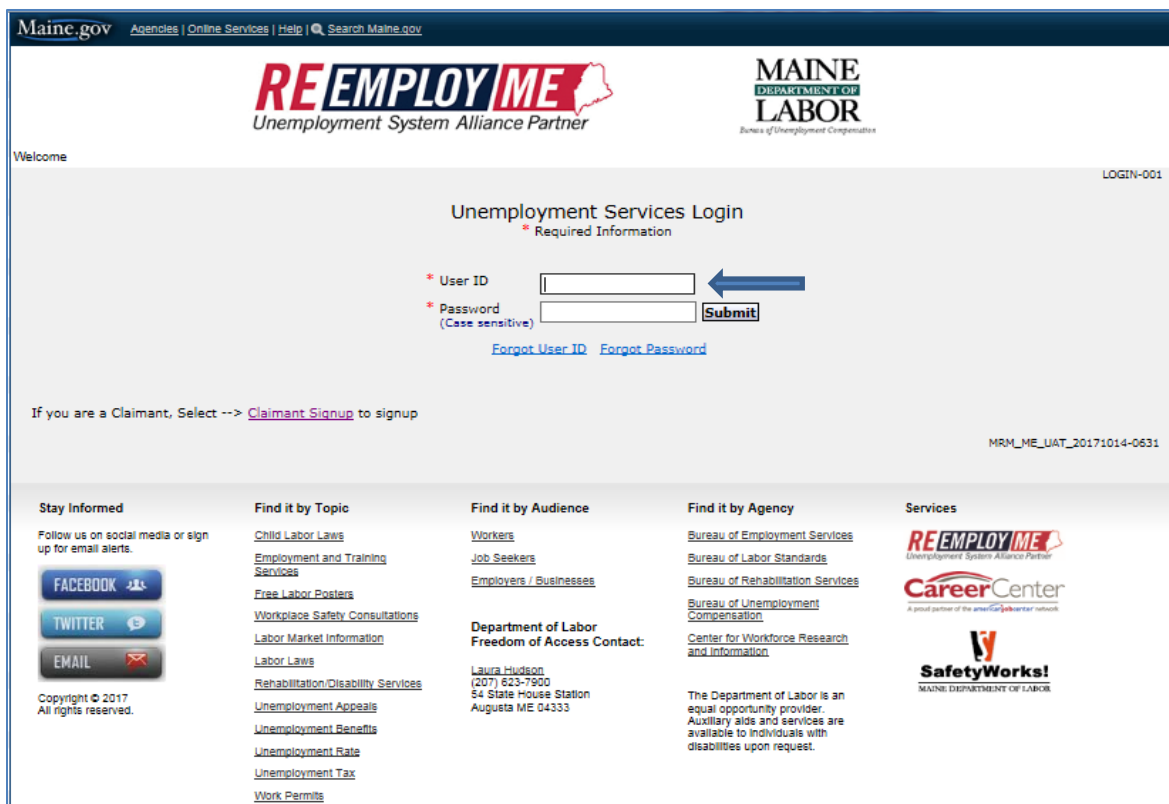 Maine.gov Agencies | Online Services | Help | Search Maine.gov
REEMPLOYME
Unemployment System Alliance Partner
MAINE
DEPARTMENT OF
LABOR
Bureau of Unemployment Compensation
Welcome
LOGIN-001
Unemployment Services Login
* Required Information
* User ID
* Password
(Case sensitive)
Submit
Forgot User ID Forgot Password
If you are a Claimant, Select --> Claimant Signup to signup
MRM_ME_UAT_20171014-0631
Stay Informed
Follow us on social media or sign
up for email alerts.
FACEBOOK
TWITTER
EMAIL
Copyright © 2017
All rights reserved.
Find it by Topic
Child Labor Laws
Employment and Training
Services
Free Labor Posters
Workplace Safety Consultations
Labor Market Information
Labor Laws
Rehabilitation/Disability Services
Unemployment Appeals
Unemployment Benefits
Unemployment Rate
Unemployment Tax
Work Permits
Find it by Audience
Workers
Job Seekers
Employers / Businesses
Department of Labor
Freedom of Access Contact:
Laura Hudson
(207) 623-7900
54 State House Station
Augusta ME 04333
Find it by Agency
Bureau of Employment Services
Bureau of Labor Standards
Bureau of Rehabilitation Services
Bureau of Unemployment
Compensation
Center for Workforce Research
and Information
The Department of Labor is an
equal opportunity provider.
Auxiliary aids and services are
available to individuals with
disabilities upon request.
Services
REEMPLOYME
Unemployment System Alliance Partner
CareerCenter
A proud partner of the americanjobcenter network
SafetyWorks!
MAINE DEPARTMENT OF LABOR